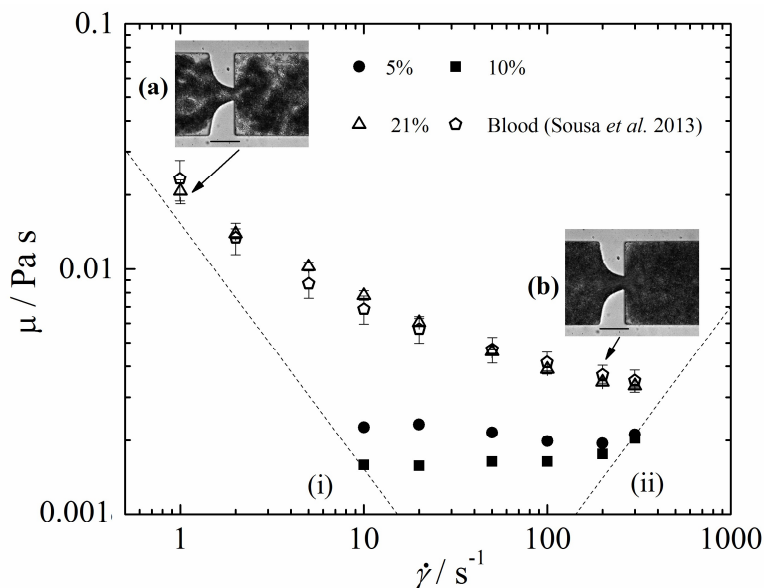 0.1
(a)
5%
10%
21%
Blood (Sousa et al. 2013)
μ / Pa s
0.01
(b)
(i)
(ii)
0.001
1
10
100
1000
γ̇ / s⁻¹